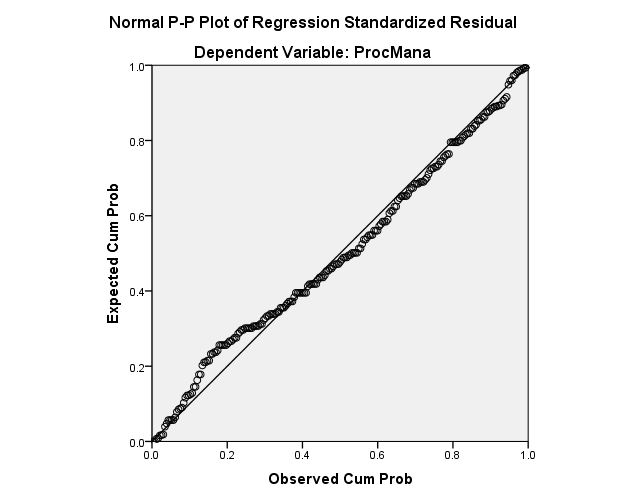 Normal P-P Plot of Regression Standardized Residual
Dependent Variable: ProcMana
Expected Cum Prob
1.0
0.8
0.6
0.4
0.2
0.0
0.0 0.2 0.4 0.6 0.8 1.0
Observed Cum Prob